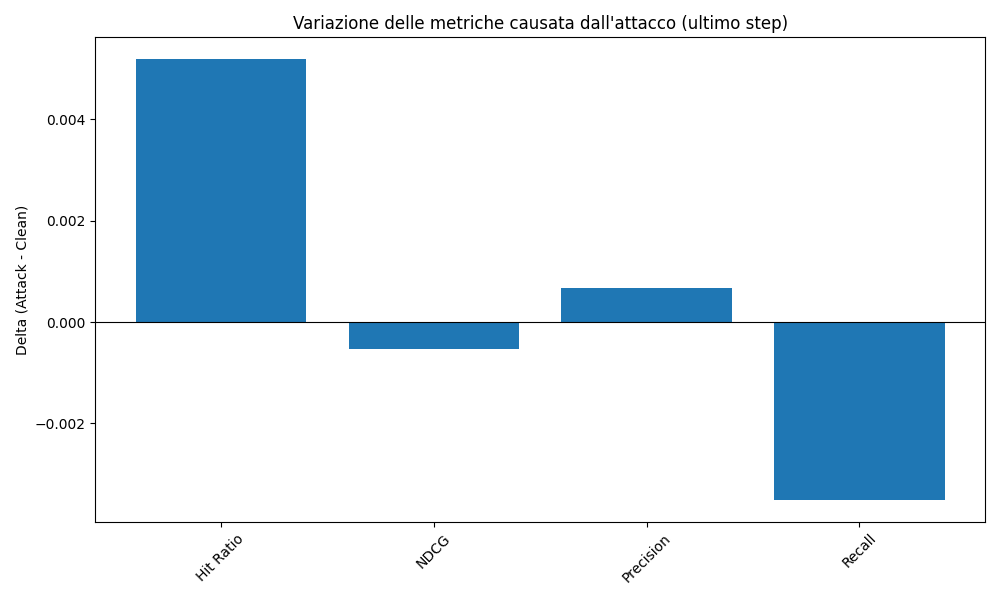 Variazione delle metriche causata dall'attacco (ultimo step)
Delta (Attack - Clean)
0.004
0.002
0.000
−0.002
Hit Ratio
NDCG
Precision
Recall